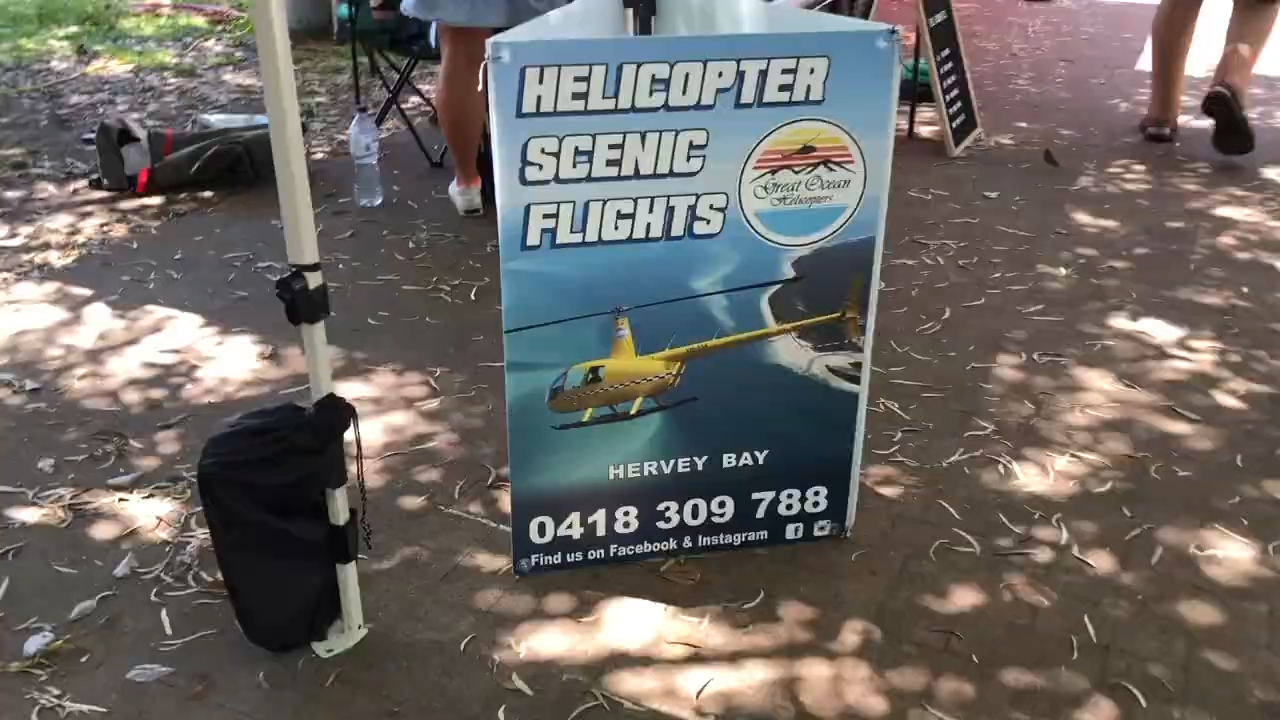 HELICOPTER
SCENIC
FLIGHTS
Great Ocean
Helicopters
HERVEY BAY
0418 309 788
Find us on Facebook & Instagram